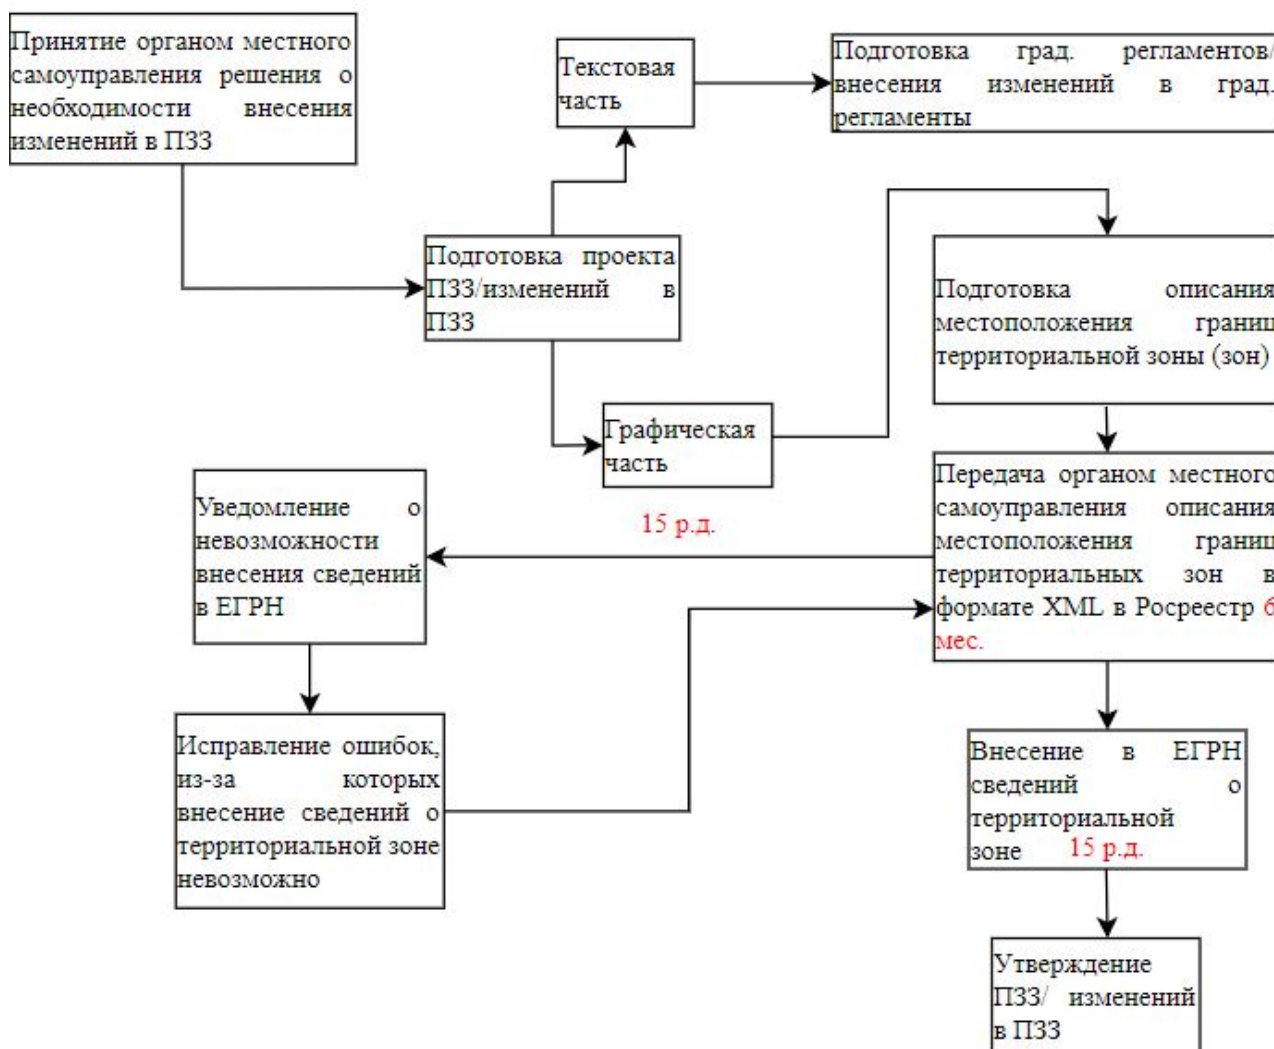 Принятие органом местного
самоуправления решения о
необходимости внесения
изменений в ПЗЗ
Текстовая
часть
Подготовка град. регламентов/
внесения изменений в град.
регламенты
Подготовка проекта
ПЗЗ/изменений в
ПЗЗ
Подготовка описания
местоположения границ
территориальной зоны (зон)
Графическая
часть
Передача органом местного
самоуправления описания
местоположения границ
территориальных зон в
формате XML в Росреестр 6
мес.
15 р.д.
Уведомление о
невозможности
внесения сведений
в ЕГРН
Исправление ошибок,
из-за которых
внесение сведений о
территориальной зоне
невозможно
Внесение в ЕГРН
сведений о
территориальной
зоне 15 р.д.
Утверждение
ПЗЗ/ изменений
в ПЗЗ